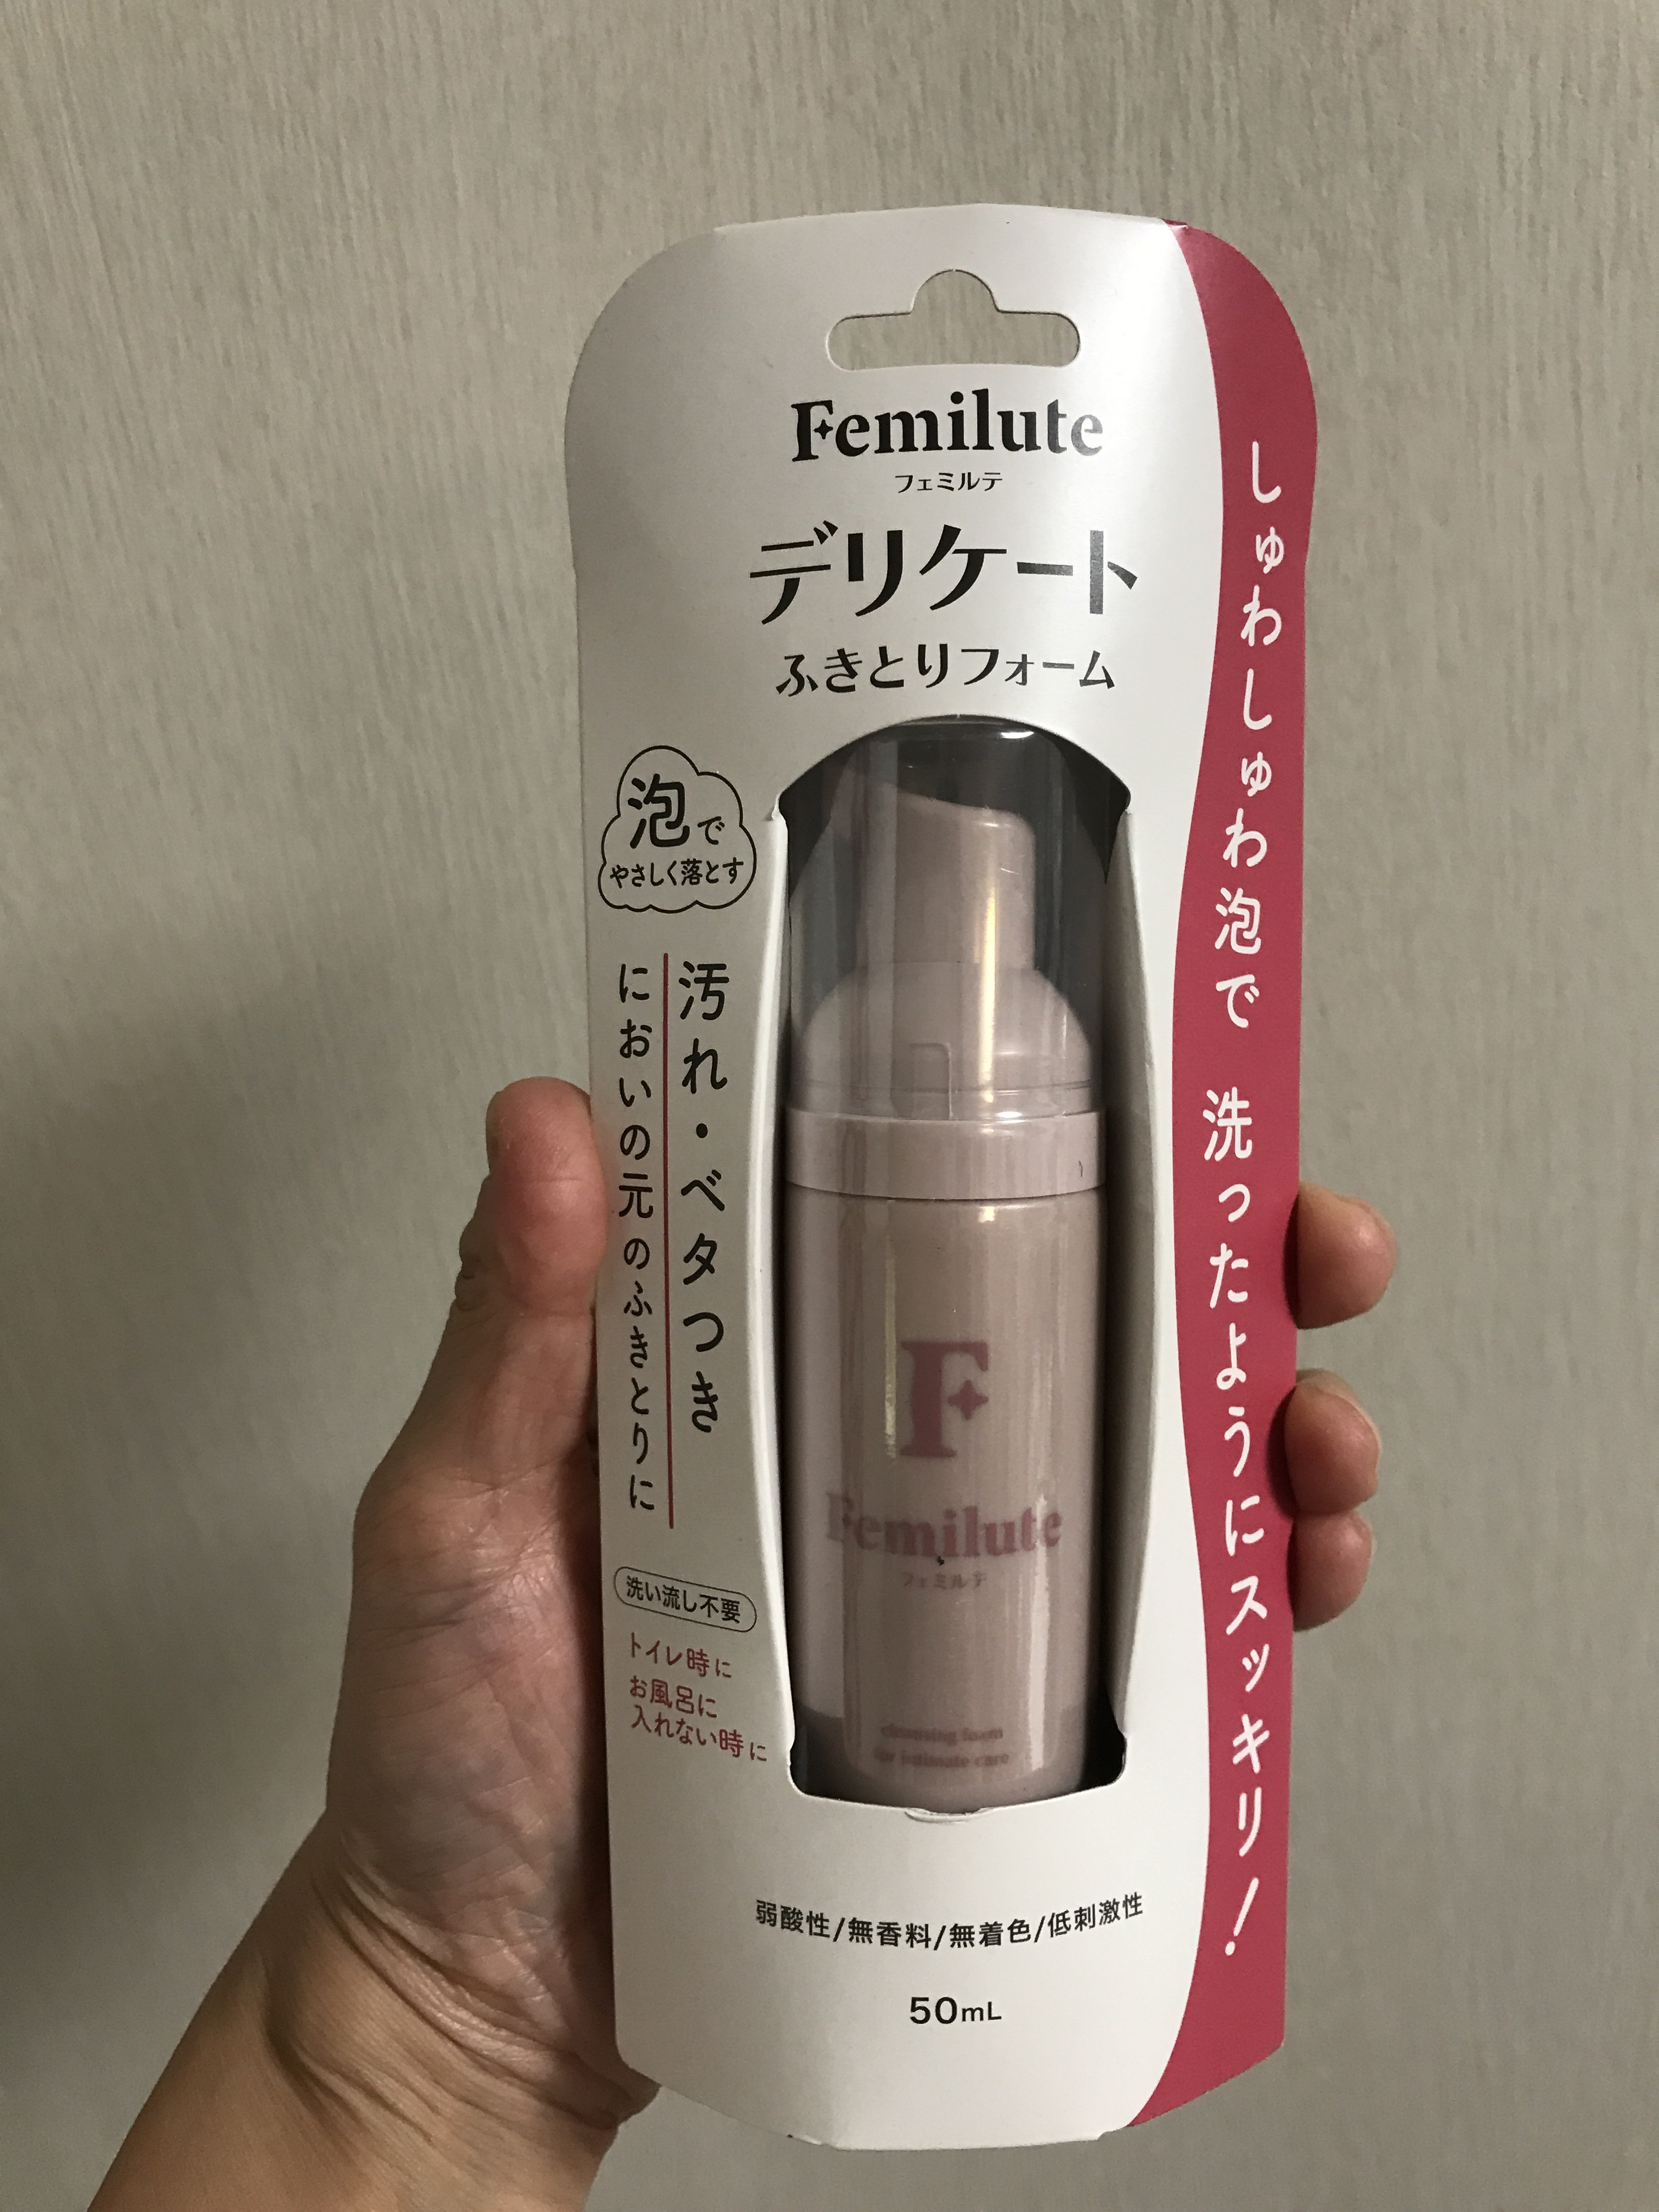 Femilute
フェミルテ
デリケート
ふきとりフォーム
しゅわしゅわ泡で 洗ったようにスッキリ!
泡で
やさしく落とす
汚れ・ベタつき
においの元のふきとりに
洗い流し不要
トイレ時に
お風呂に
入れない時に
F
Femilute
フェミルテ
cleansing foam
for intimate care
弱酸性/無香料/無着色/低刺激性
50mL